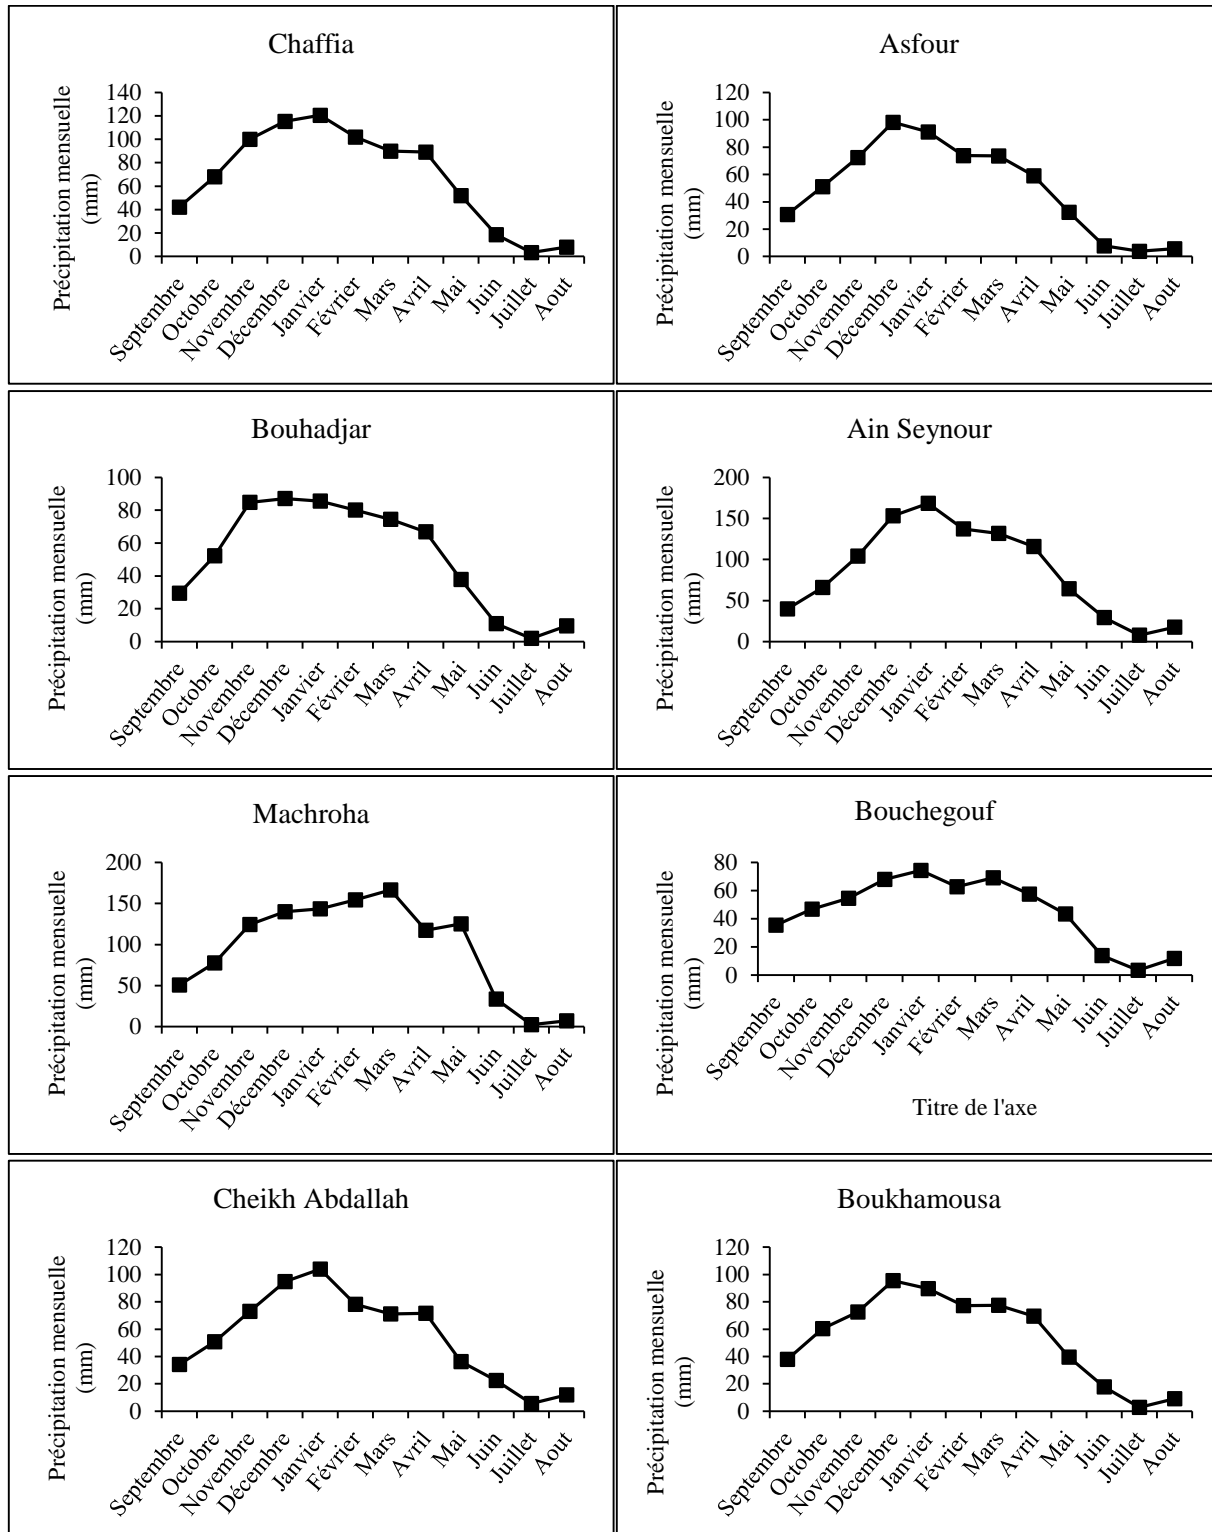 Chaffia
Précipitation mensuelle
(mm)
140
120
100
80
60
40
20
0
Septembre
Octobre
Novembre
Décembre
Janvier
Février
Mars
Avril
Mai
Juin
Juillet
Aout
Asfour
Précipitation mensuelle
(mm)
120
100
80
60
40
20
0
Septembre
Octobre
Novembre
Décembre
Janvier
Février
Mars
Avril
Mai
Juin
Juillet
Aout
Bouhadjar
Précipitation mensuelle
(mm)
100
80
60
40
20
0
Septembre
Octobre
Novembre
Décembre
Janvier
Février
Mars
Avril
Mai
Juin
Juillet
Aout
Ain Seynour
Précipitation mensuelle
(mm)
200
150
100
50
0
Septembre
Octobre
Novembre
Décembre
Janvier
Février
Mars
Avril
Mai
Juin
Juillet
Aout
Machroha
Précipitation mensuelle
(mm)
200
150
100
50
0
Septembre
Octobre
Novembre
Décembre
Janvier
Février
Mars
Avril
Mai
Juin
Juillet
Aout
Bouchegouf
Précipitation mensuelle
(mm)
80
60
40
20
0
Septembre
Octobre
Novembre
Décembre
Janvier
Février
Mars
Avril
Mai
Juin
Juillet
Aout
Titre de l'axe
Cheikh Abdallah
Précipitation mensuelle
(mm)
120
100
80
60
40
20
0
Septembre
Octobre
Novembre
Décembre
Janvier
Février
Mars
Avril
Mai
Juin
Juillet
Aout
Boukhamousa
Précipitation mensuelle
(mm)
120
100
80
60
40
20
0
Septembre
Octobre
Novembre
Décembre
Janvier
Février
Mars
Avril
Mai
Juin
Juillet
Aout